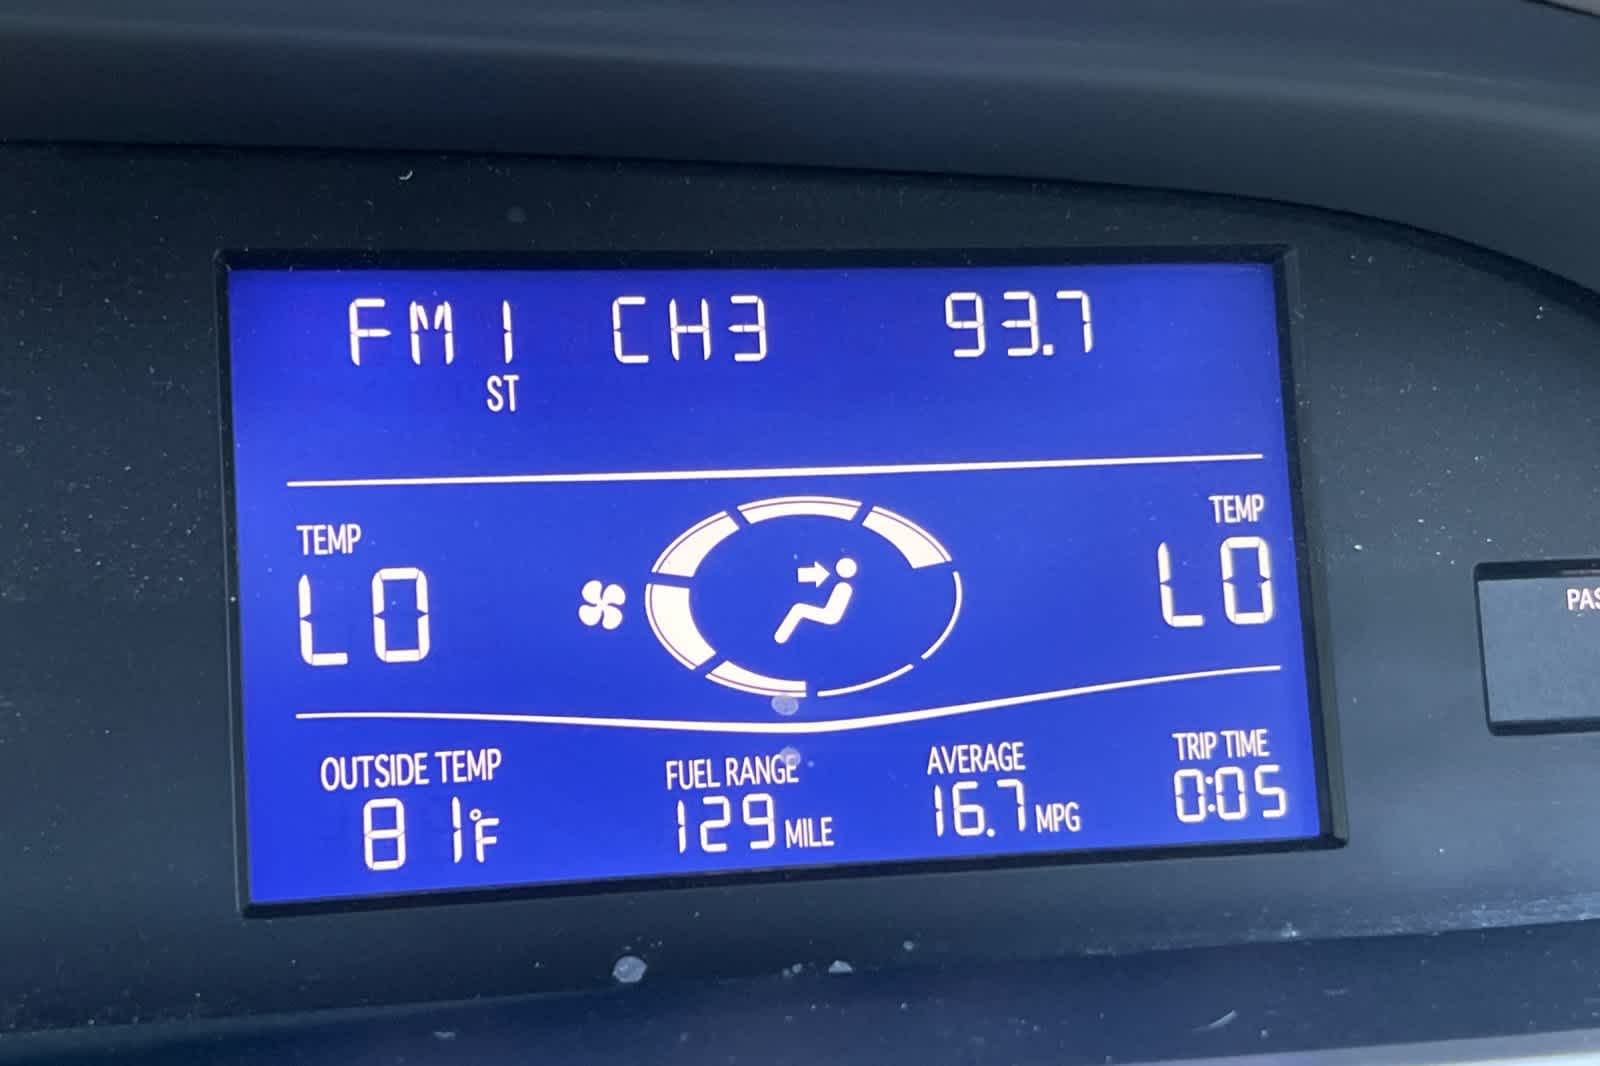 FM1 CH3 93.7
ST
TEMP TEMP
LO LO
OUTSIDE TEMP FUEL RANGE AVERAGE TRIP TIME
81°F 129 MILE 16.7 MPG 0:05
PAS